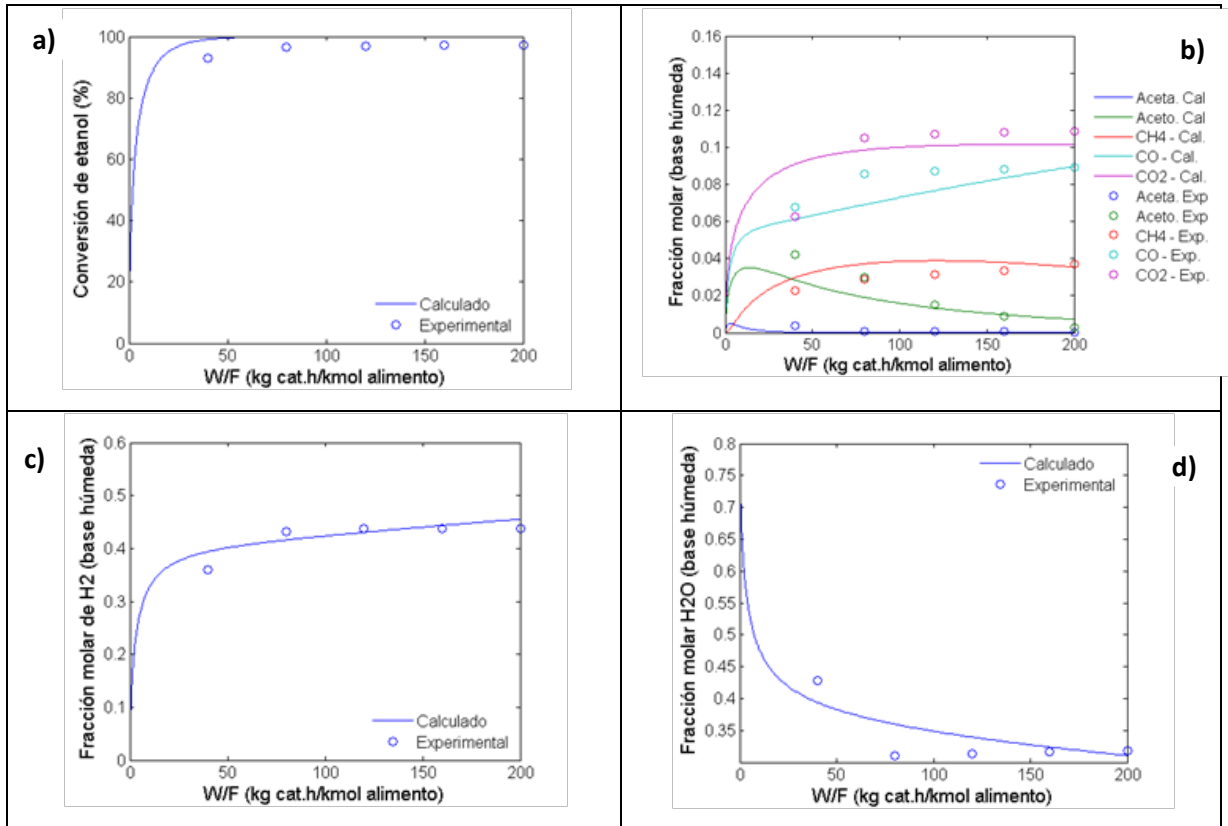 a)
100
80
60
40
20
0
0
50
100
150
200
Conversión de etanol (%)
W/F (kg cat.h/kmol alimento)
Calculado
Experimental
b)
0.16
0.14
0.12
0.1
0.08
0.06
0.04
0.02
0
0
50
100
150
200
Fracción molar (base húmeda)
W/F (kg cat.h/kmol alimento)
Aceta. Cal
Aceto. Cal
CH4 - Cal.
CO - Cal.
CO2 - Cal.
Aceta. Exp
Aceto. Exp
CH4 - Exp.
CO - Exp.
CO2 - Exp.
c)
0.6
0.5
0.4
0.3
0.2
0.1
0
0
50
100
150
200
Fracción molar de H2 (base húmeda)
W/F (kg cat.h/kmol alimento)
Calculado
Experimental
d)
0.8
0.75
0.7
0.65
0.6
0.55
0.5
0.45
0.4
0.35
0
50
100
150
200
Fracción molar H2O (base húmeda)
W/F (kg cat.h/kmol alimento)
Calculado
Experimental